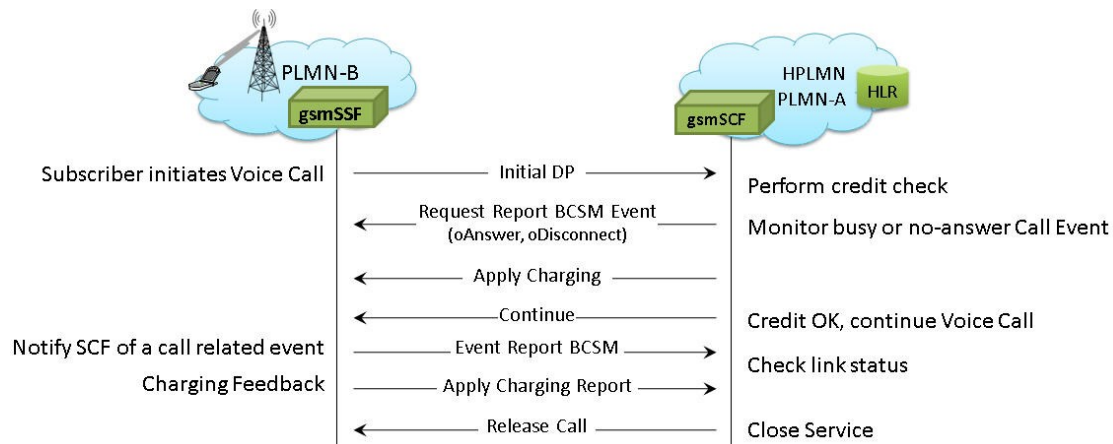 PLMN-B
gsmSSF
HPLMN
PLMN-A
HLR
gsmSCF
Subscriber initiates Voice Call
Initial DP
Perform credit check
Request Report BCSM Event
(oAnswer, oDisconnect)
Monitor busy or no-answer Call Event
Apply Charging
Continue
Credit OK, continue Voice Call
Notify SCF of a call related event
Event Report BCSM
Check link status
Charging Feedback
Apply Charging Report
Release Call
Close Service